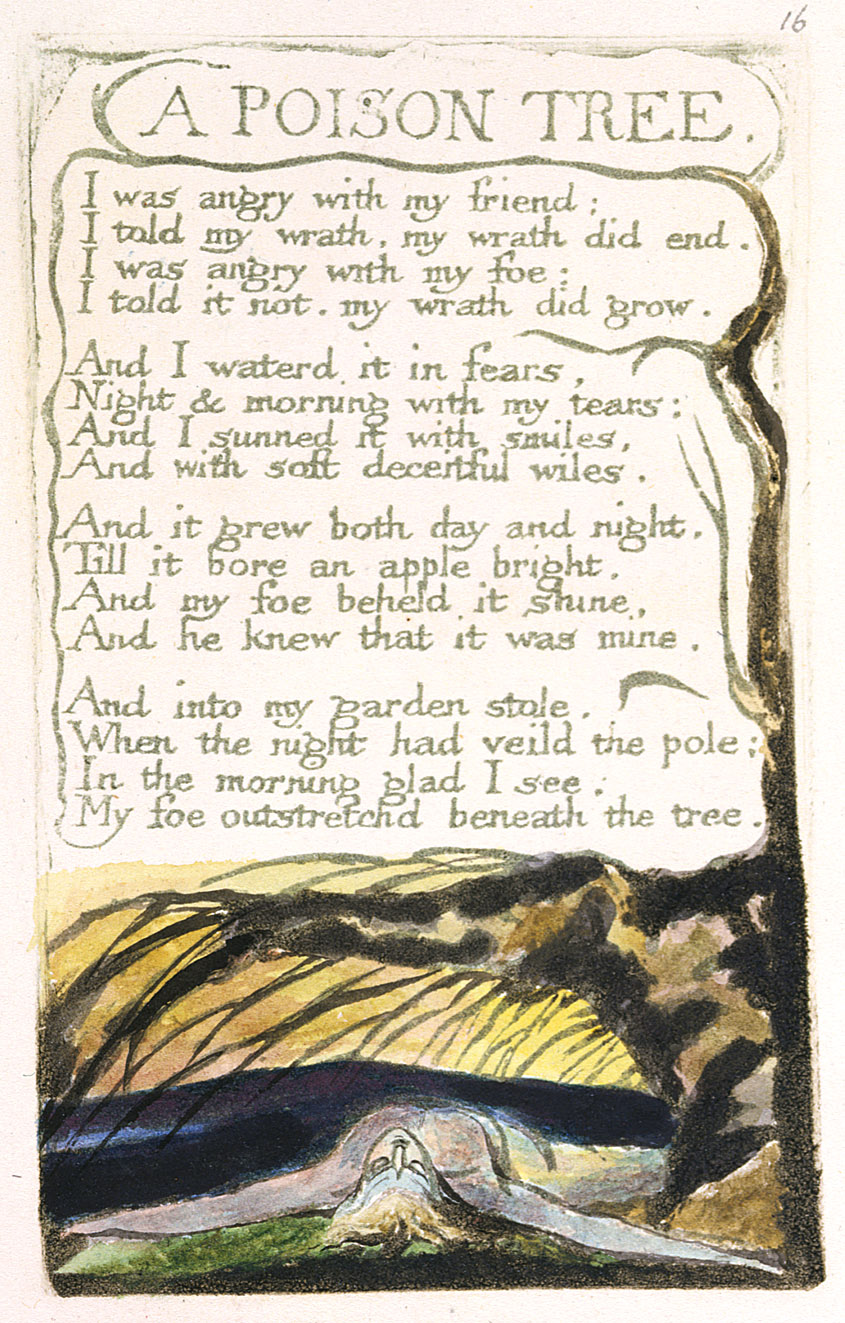 16
A POISON TREE.
I was angry with my friend:
I told my wrath, my wrath did end.
I was angry with my foe:
I told it not. my wrath did grow.
And I waterd it in fears,
Night & morning with my tears:
And I sunned it with smiles,
And with soft deceitful wiles.
And it grew both day and night.
Till it bore an apple bright.
And my foe beheld it shine,
And he knew that it was mine.
And into my garden stole.
When the night had veild the pole;
In the morning glad I see;
My foe outstretchd beneath the tree.